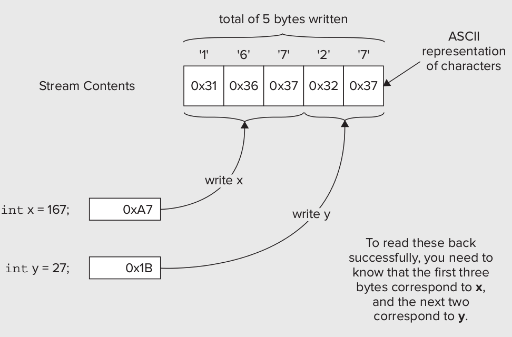 total of 5 bytes written
ASCII
representation
of characters
'1' '6' '7' '2' '7'
Stream Contents
0x31 0x36 0x37 0x32 0x37
write x
int x = 167;
0xA7
write y
int y = 27;
0x1B
To read these back
successfully, you need to
know that the first three
bytes correspond to x,
and the next two
correspond to y.